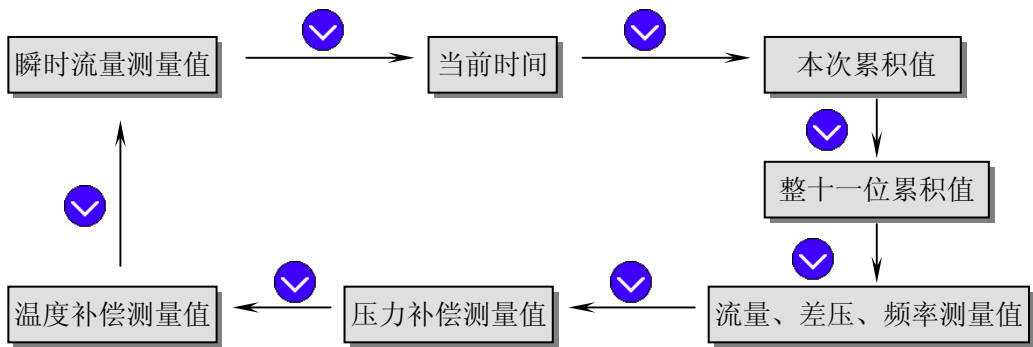 瞬时流量测量值
当前时间
本次累积值
整十一位累积值
温度补偿测量值
压力补偿测量值
流量、差压、频率测量值